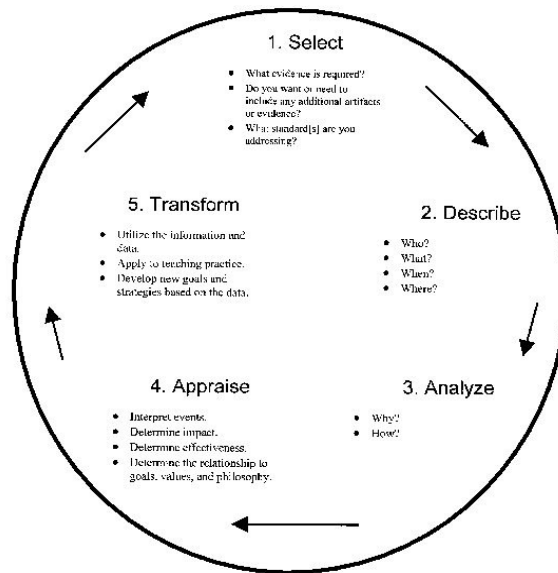 1. Select
• What evidence is required?
• Do you want or need to
include any additional artifacts
or evidence?
• What standard[s] are you
addressing?
2. Describe
• Who?
• What?
• When?
• Where?
3. Analyze
• Why?
• How?
4. Appraise
• Interpret events.
• Determine impact.
• Determine effectiveness.
• Determine the relationship to
goals, values, and philosophy.
5. Transform
• Utilize the information and
data.
• Apply to teaching practice.
• Develop new goals and
strategies based on the data.